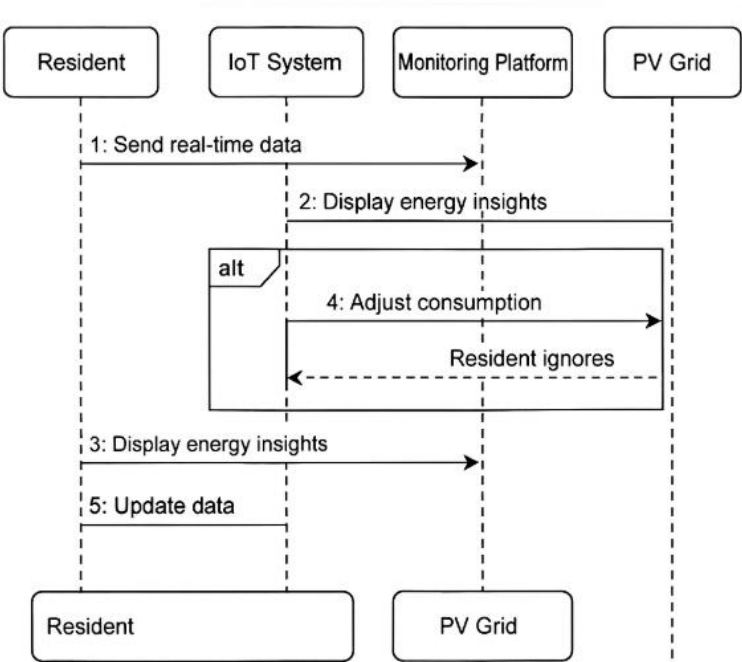 Resident
IoT System
Monitoring Platform
PV Grid
1: Send real-time data
2: Display energy insights
alt
4: Adjust consumption
Resident ignores
3: Display energy insights
5: Update data
Resident
PV Grid